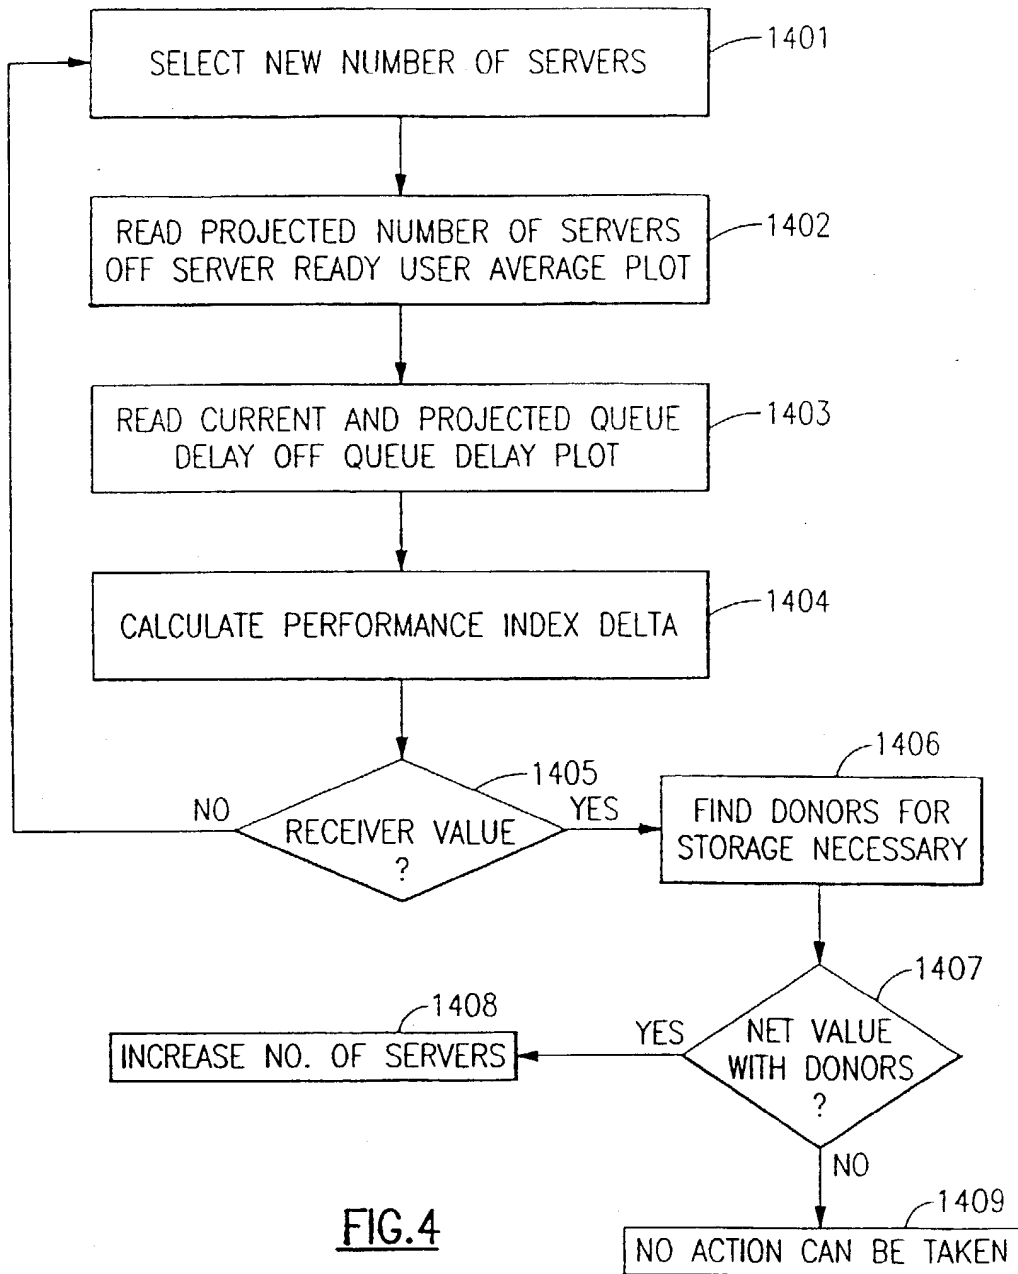 SELECT NEW NUMBER OF SERVERS
1401
READ PROJECTED NUMBER OF SERVERS
OFF SERVER READY USER AVERAGE PLOT
1402
READ CURRENT AND PROJECTED QUEUE
DELAY OFF QUEUE DELAY PLOT
1403
CALCULATE PERFORMANCE INDEX DELTA
1404
RECEIVER VALUE
?
1405
NO
YES
FIND DONORS FOR
STORAGE NECESSARY
1406
NET VALUE
WITH DONORS
?
1407
YES
NO
INCREASE NO. OF SERVERS
1408
NO ACTION CAN BE TAKEN
1409
FIG.4